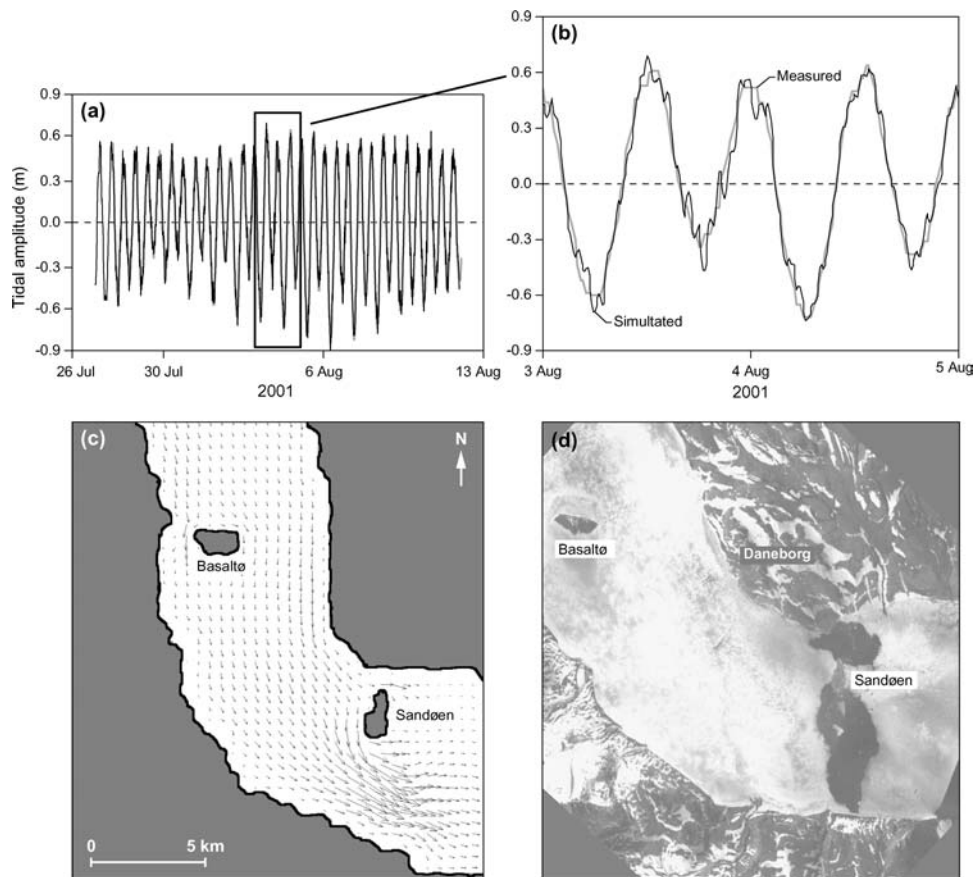 (a)
Tidal amplitude (m)
0.9
0.6
0.3
0.0
-0.3
-0.6
-0.9
26 Jul
30 Jul
6 Aug
13 Aug
2001
(b)
0.9
0.6
0.3
0.0
-0.3
-0.6
-0.9
Measured
Simultated
3 Aug
4 Aug
5 Aug
2001
(c)
N
Basaltø
Sandøen
0
5 km
(d)
Basaltø
Daneborg
Sandøen